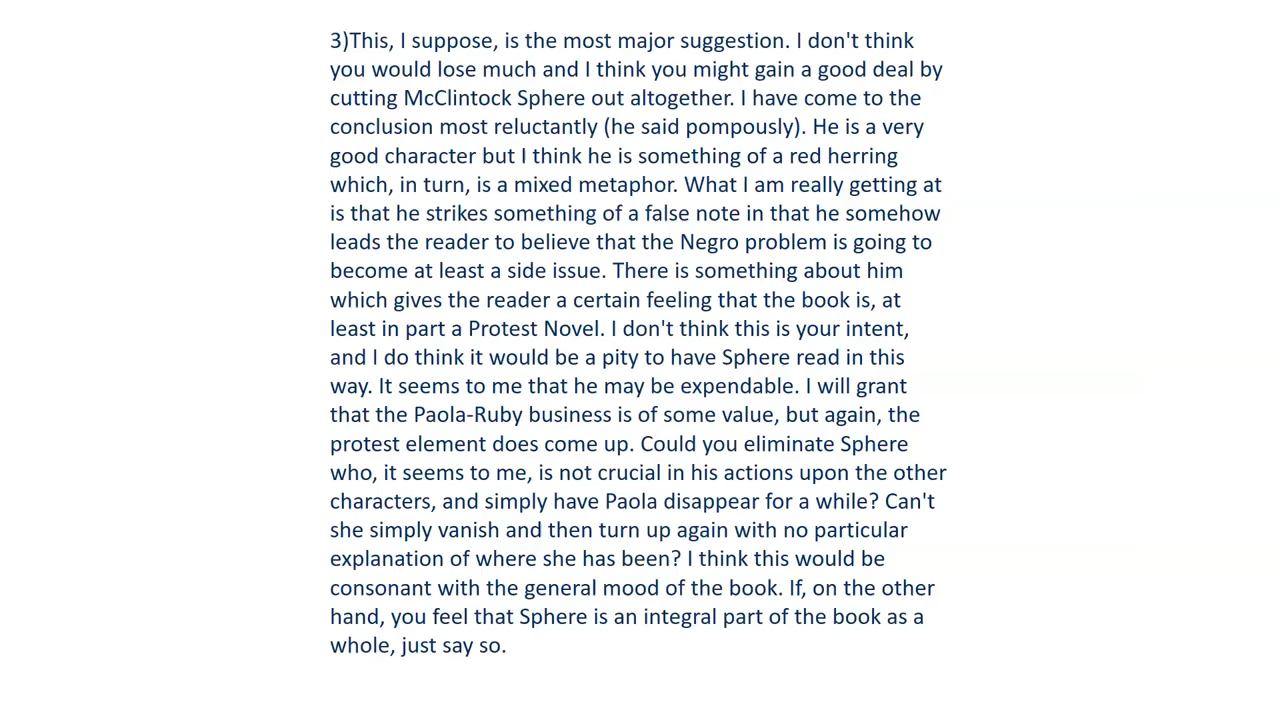 3)This, I suppose, is the most major suggestion. I don't think
you would lose much and I think you might gain a good deal by
cutting McClintock Sphere out altogether. I have come to the
conclusion most reluctantly (he said pompously). He is a very
good character but I think he is something of a red herring
which, in turn, is a mixed metaphor. What I am really getting at
is that he strikes something of a false note in that he somehow
leads the reader to believe that the Negro problem is going to
become at least a side issue. There is something about him
which gives the reader a certain feeling that the book is, at
least in part a Protest Novel. I don't think this is your intent,
and I do think it would be a pity to have Sphere read in this
way. It seems to me that he may be expendable. I will grant
that the Paola-Ruby business is of some value, but again, the
protest element does come up. Could you eliminate Sphere
who, it seems to me, is not crucial in his actions upon the other
characters, and simply have Paola disappear for a while? Can't
she simply vanish and then turn up again with no particular
explanation of where she has been? I think this would be
consonant with the general mood of the book. If, on the other
hand, you feel that Sphere is an integral part of the book as a
whole, just say so.